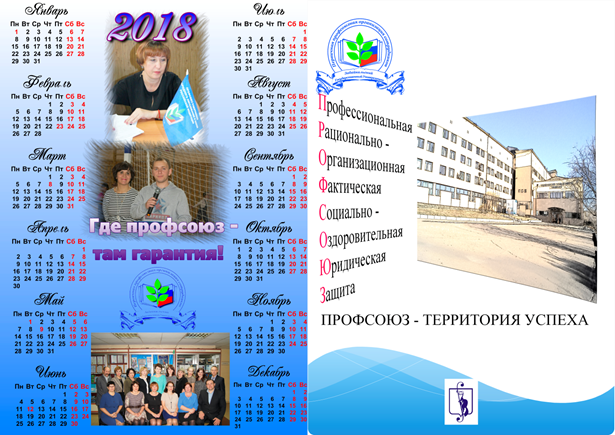 Январь
Пн Вт Ср Чт Пт Сб Вс
1 2 3 4 5 6 7
8 9 10 11 12 13 14
15 16 17 18 19 20 21
22 23 24 25 26 27 28
29 30 31
Февраль
Пн Вт Ср Чт Пт Сб Вс
1 2 3 4
5 6 7 8 9 10 11
12 13 14 15 16 17 18
19 20 21 22 23 24 25
26 27 28
Март
Пн Вт Ср Чт Пт Сб Вс
1 2 3 4
5 6 7 8 9 10 11
12 13 14 15 16 17 18
19 20 21 22 23 24 25
26 27 28 29 30 31
Апрель
Пн Вт Ср Чт Пт Сб Вс
1
2 3 4 5 6 7 8
9 10 11 12 13 14 15
16 17 18 19 20 21 22
23 24 25 26 27 28 29
30
Май
Пн Вт Ср Чт Пт Сб Вс
1 2 3 4 5 6
7 8 9 10 11 12 13
14 15 16 17 18 19 20
21 22 23 24 25 26 27
28 29 30 31
Июнь
Пн Вт Ср Чт Пт Сб Вс
1 2 3
4 5 6 7 8 9 10
11 12 13 14 15 16 17
18 19 20 21 22 23 24
25 26 27 28 29 30
2018
Где профсоюз -
там гарантия!
Июль
Пн Вт Ср Чт Пт Сб Вс
1
2 3 4 5 6 7 8
9 10 11 12 13 14 15
16 17 18 19 20 21 22
23 24 25 26 27 28 29
30 31
Август
Пн Вт Ср Чт Пт Сб Вс
1 2 3 4 5
6 7 8 9 10 11 12
13 14 15 16 17 18 19
20 21 22 23 24 25 26
27 28 29 30 31
Сентябрь
Пн Вт Ср Чт Пт Сб Вс
1 2
3 4 5 6 7 8 9
10 11 12 13 14 15 16
17 18 19 20 21 22 23
24 25 26 27 28 29 30
Октябрь
Пн Вт Ср Чт Пт Сб Вс
1 2 3 4 5 6 7
8 9 10 11 12 13 14
15 16 17 18 19 20 21
22 23 24 25 26 27 28
29 30 31
Ноябрь
Пн Вт Ср Чт Пт Сб Вс
1 2 3 4
5 6 7 8 9 10 11
12 13 14 15 16 17 18
19 20 21 22 23 24 25
26 27 28 29 30
Декабрь
Пн Вт Ср Чт Пт Сб Вс
1 2
3 4 5 6 7 8 9
10 11 12 13 14 15 16
17 18 19 20 21 22 23
24 25 26 27 28 29 30
31
Профессиональная
Рационально -
Организационная
Фактическая
Социально -
Оздоровительная
Юридическая
Защита
ПРОФСОЮЗ - ТЕРРИТОРИЯ УСПЕХА